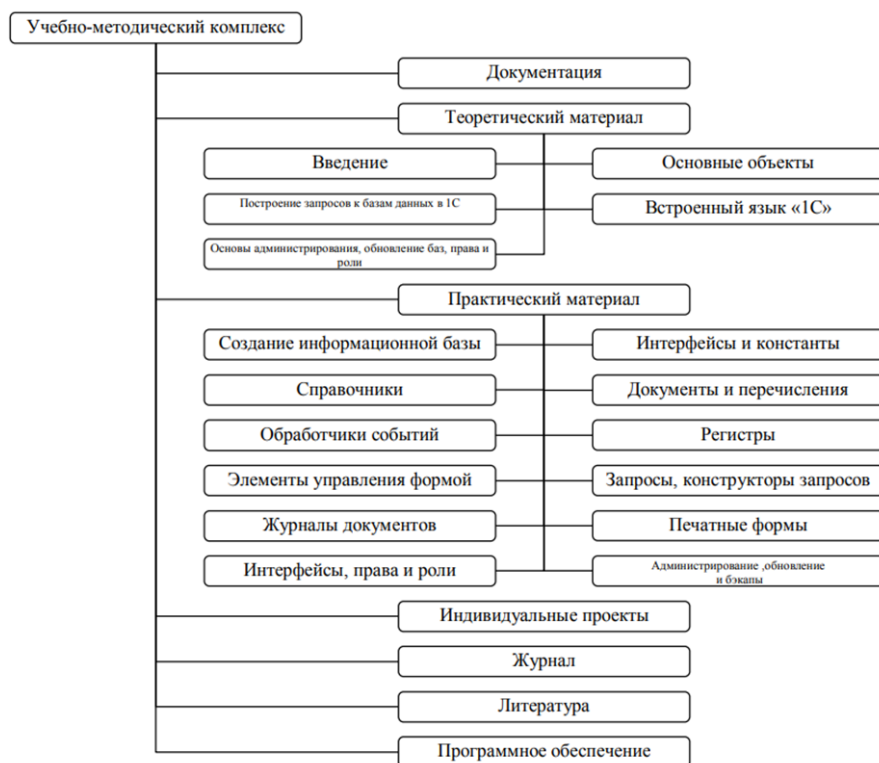 Учебно-методический комплекс
Документация
Теоретический материал
Введение
Основные объекты
Построение запросов к базам данных в 1С
Встроенный язык «1С»
Основы администрирования, обновление баз, права и
роли
Практический материал
Создание информационной базы
Интерфейсы и константы
Справочники
Документы и перечисления
Обработчики событий
Регистры
Элементы управления формой
Запросы, конструкторы запросов
Журналы документов
Печатные формы
Интерфейсы, права и роли
Администрирование ,обновление
и бэкапы
Индивидуальные проекты
Журнал
Литература
Программное обеспечение